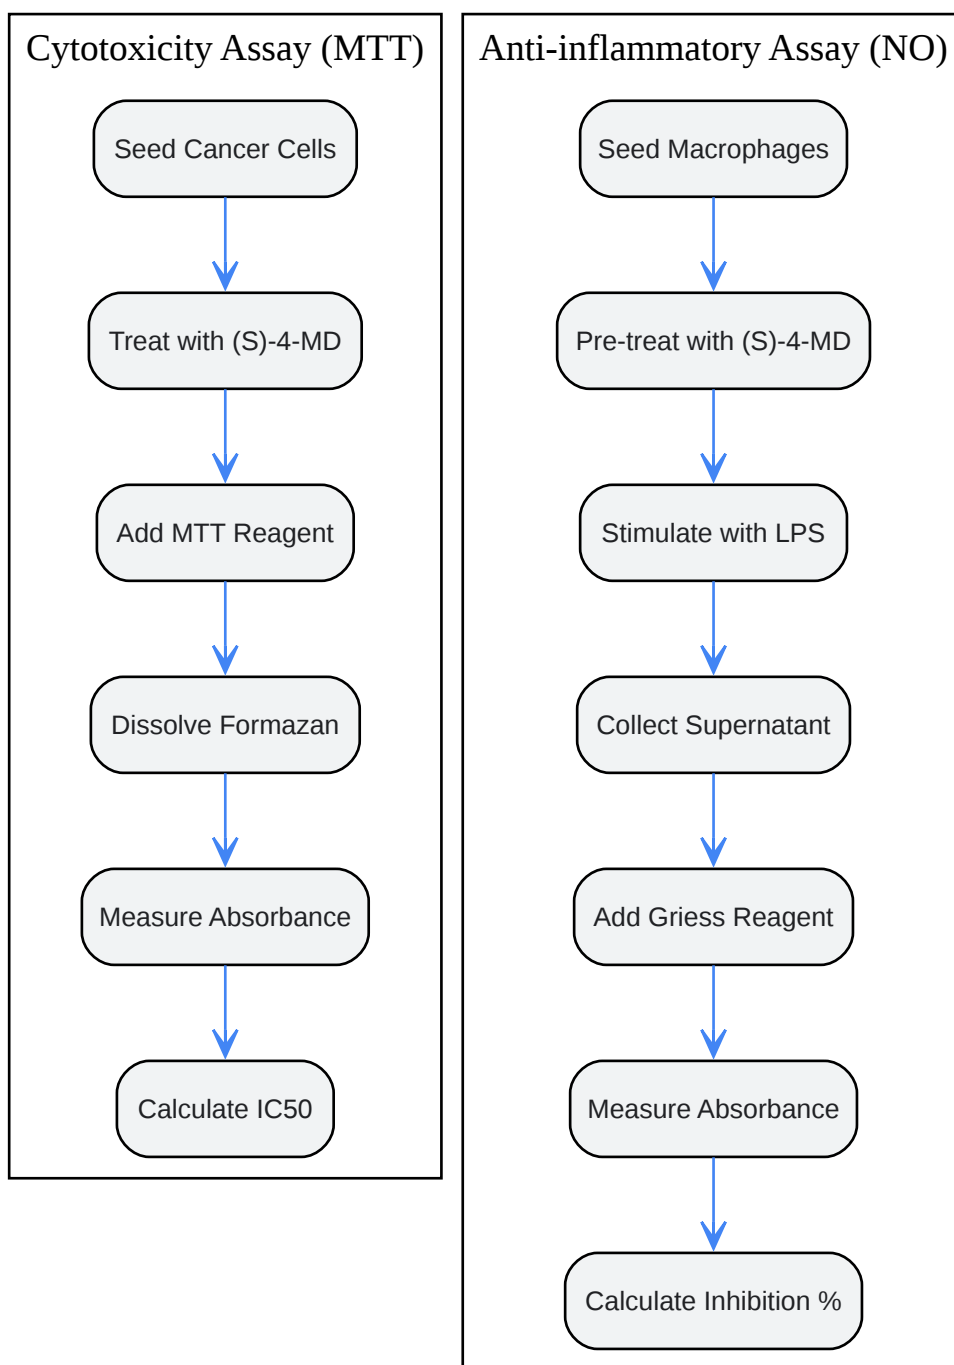 Cytotoxicity Assay (MTT)
Seed Cancer Cells
Treat with (S)-4-MD
Add MTT Reagent
Dissolve Formazan
Measure Absorbance
Calculate IC50
Anti-inflammatory Assay (NO)
Seed Macrophages
Pre-treat with (S)-4-MD
Stimulate with LPS
Collect Supernatant
Add Griess Reagent
Measure Absorbance
Calculate Inhibition %